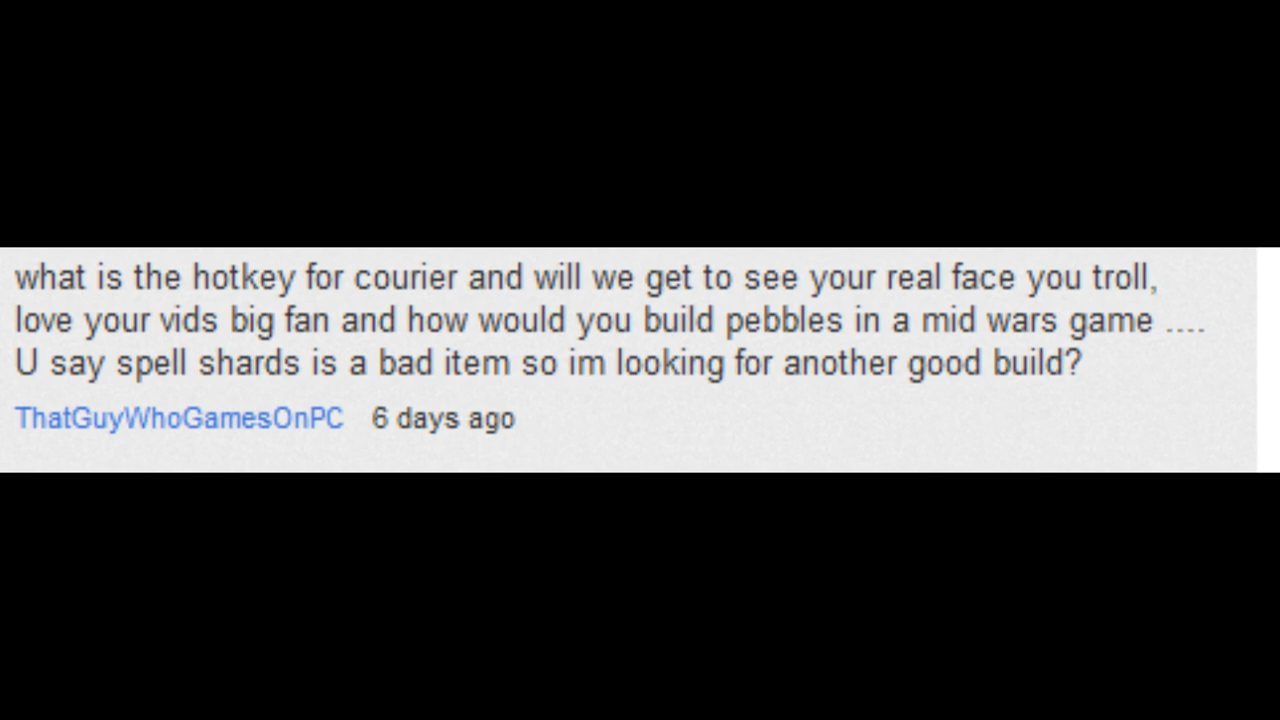 what is the hotkey for courier and will we get to see your real face you troll,
love your vids big fan and how would you build pebbles in a mid wars game ....
U say spell shards is a bad item so im looking for another good build?
ThatGuyWhoGamesOnPC 6 days ago